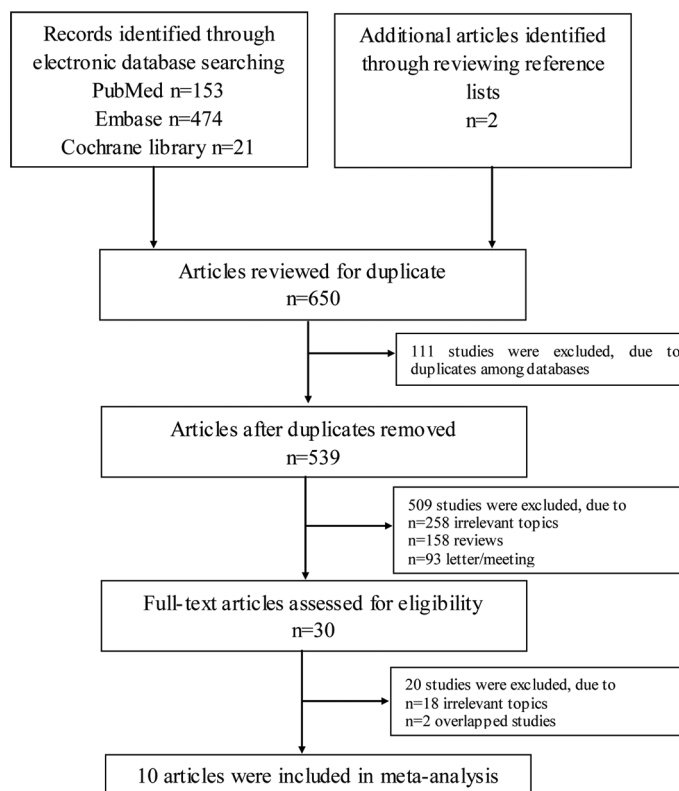 Records identified through
electronic database searching
PubMed n=153
Embase n=474
Cochrane library n=21
Additional articles identified
through reviewing reference
lists
n=2
Articles reviewed for duplicate
n=650
111 studies were excluded, due to
duplicates among databases
Articles after duplicates removed
n=539
509 studies were excluded, due to
n=258 irrelevant topics
n=158 reviews
n=93 letter/meeting
Full-text articles assessed for eligibility
n=30
20 studies were excluded, due to
n=18 irrelevant topics
n=2 overlapped studies
10 articles were included in meta-analysis